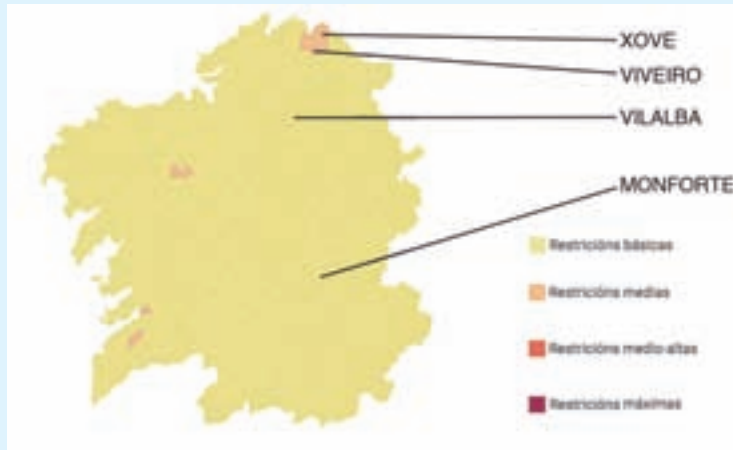 XOVE
VIVEIRO
VILALBA
MONFORTE
Restricións básicas
Restricións medias
Restricións medio-altas
Restricións máximas